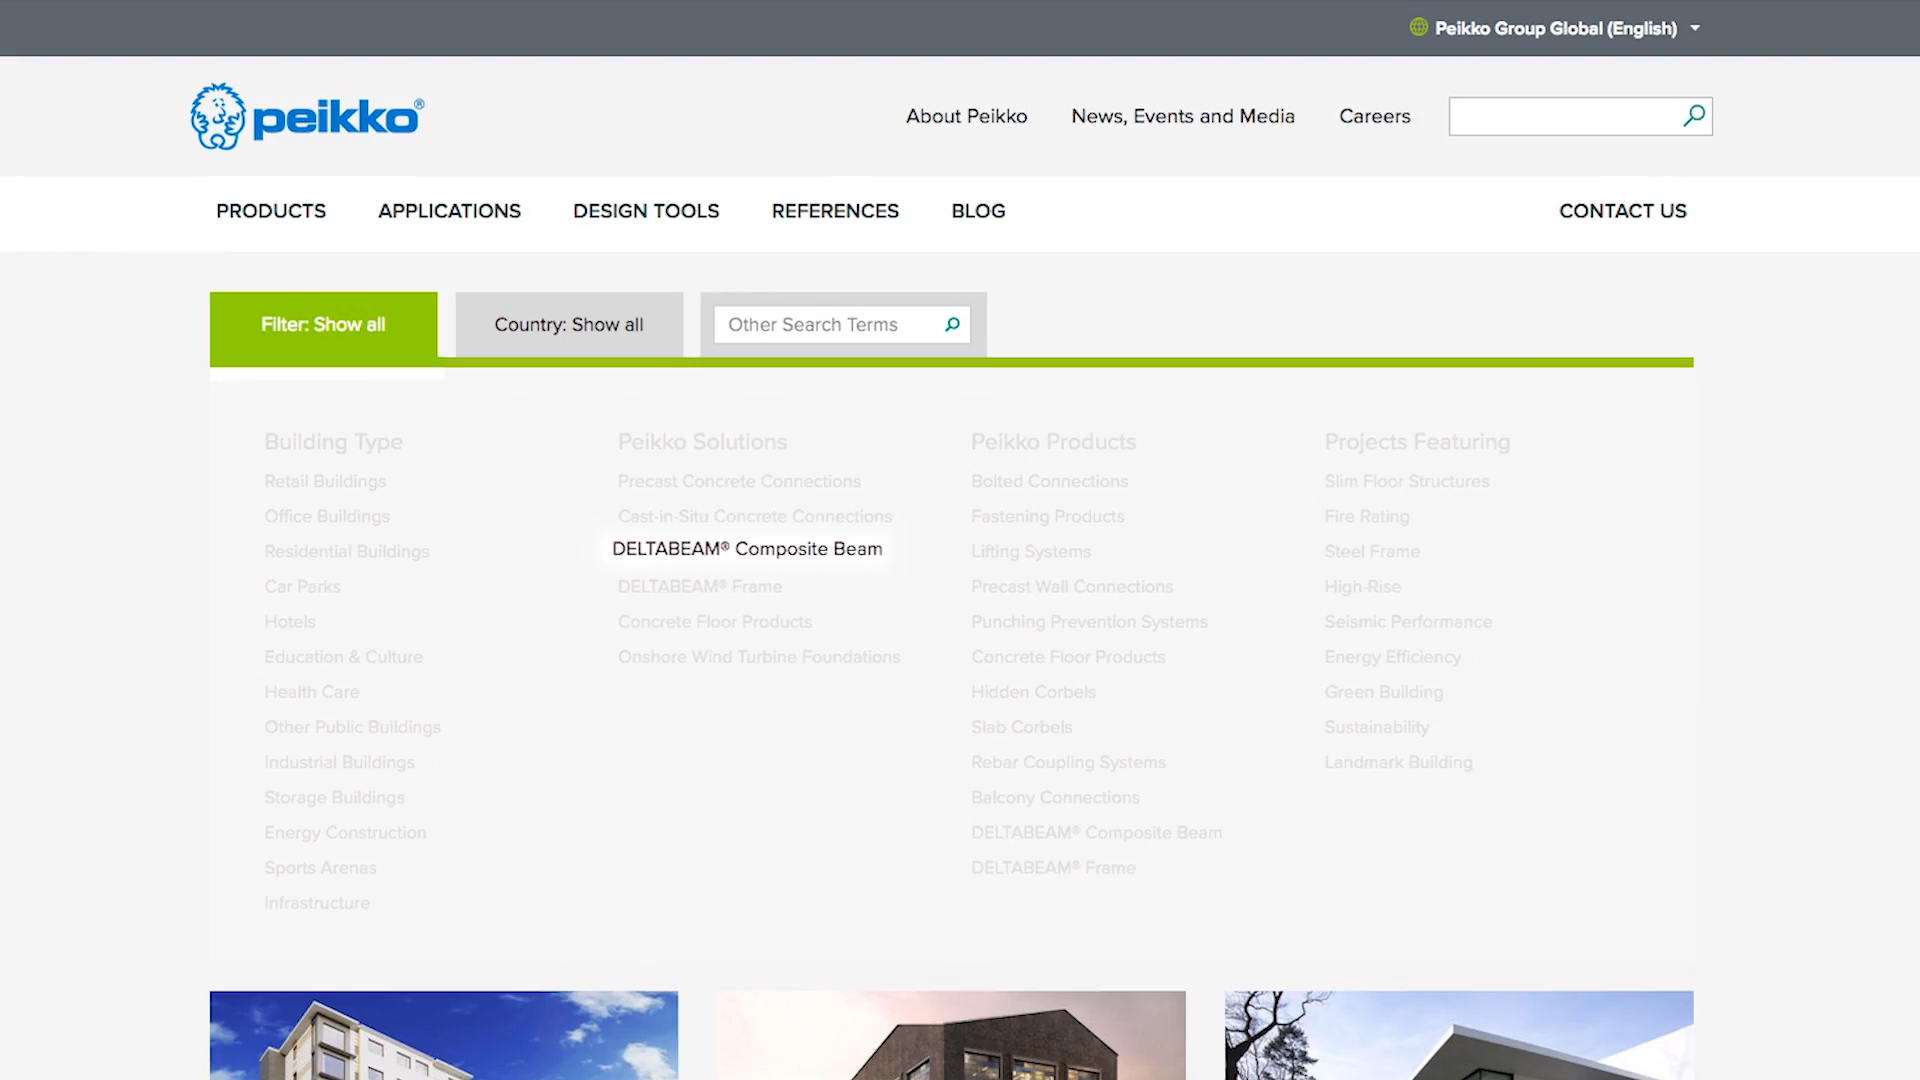 Peikko Group Global (English)
peikko®
About Peikko
News, Events and Media
Careers
PRODUCTS
APPLICATIONS
DESIGN TOOLS
REFERENCES
BLOG
CONTACT US
Filter: Show all
Country: Show all
Other Search Terms
Building Type
Retail Buildings
Office Buildings
Residential Buildings
Car Parks
Hotels
Education & Culture
Health Care
Other Public Buildings
Industrial Buildings
Storage Buildings
Energy Construction
Sports Arenas
Infrastructure
Peikko Solutions
Precast Concrete Connections
Cast-in-Situ Concrete Connections
DELTABEAM® Composite Beam
DELTABEAM® Frame
Concrete Floor Products
Onshore Wind Turbine Foundations
Peikko Products
Bolted Connections
Fastening Products
Lifting Systems
Precast Wall Connections
Punching Prevention Systems
Concrete Floor Products
Hidden Corbels
Slab Corbels
Rebar Coupling Systems
Balcony Connections
DELTABEAM® Composite Beam
DELTABEAM® Frame
Projects Featuring
Slim Floor Structures
Fire Rating
Steel Frame
High-Rise
Seismic Performance
Energy Efficiency
Green Building
Sustainability
Landmark Building